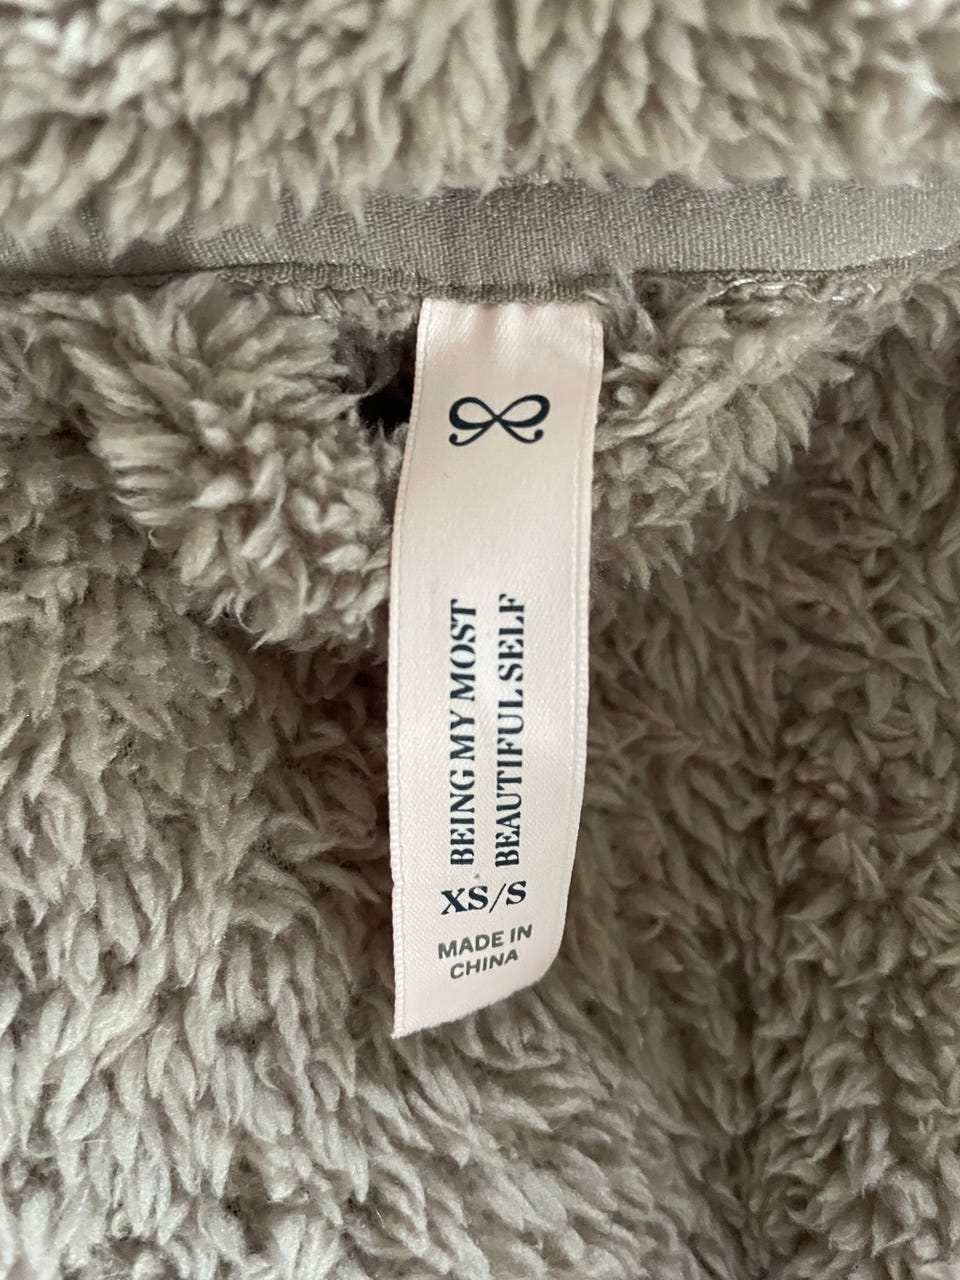 BEING MY MOST
BEAUTIFUL SELF
XS/S
MADE IN
CHINA